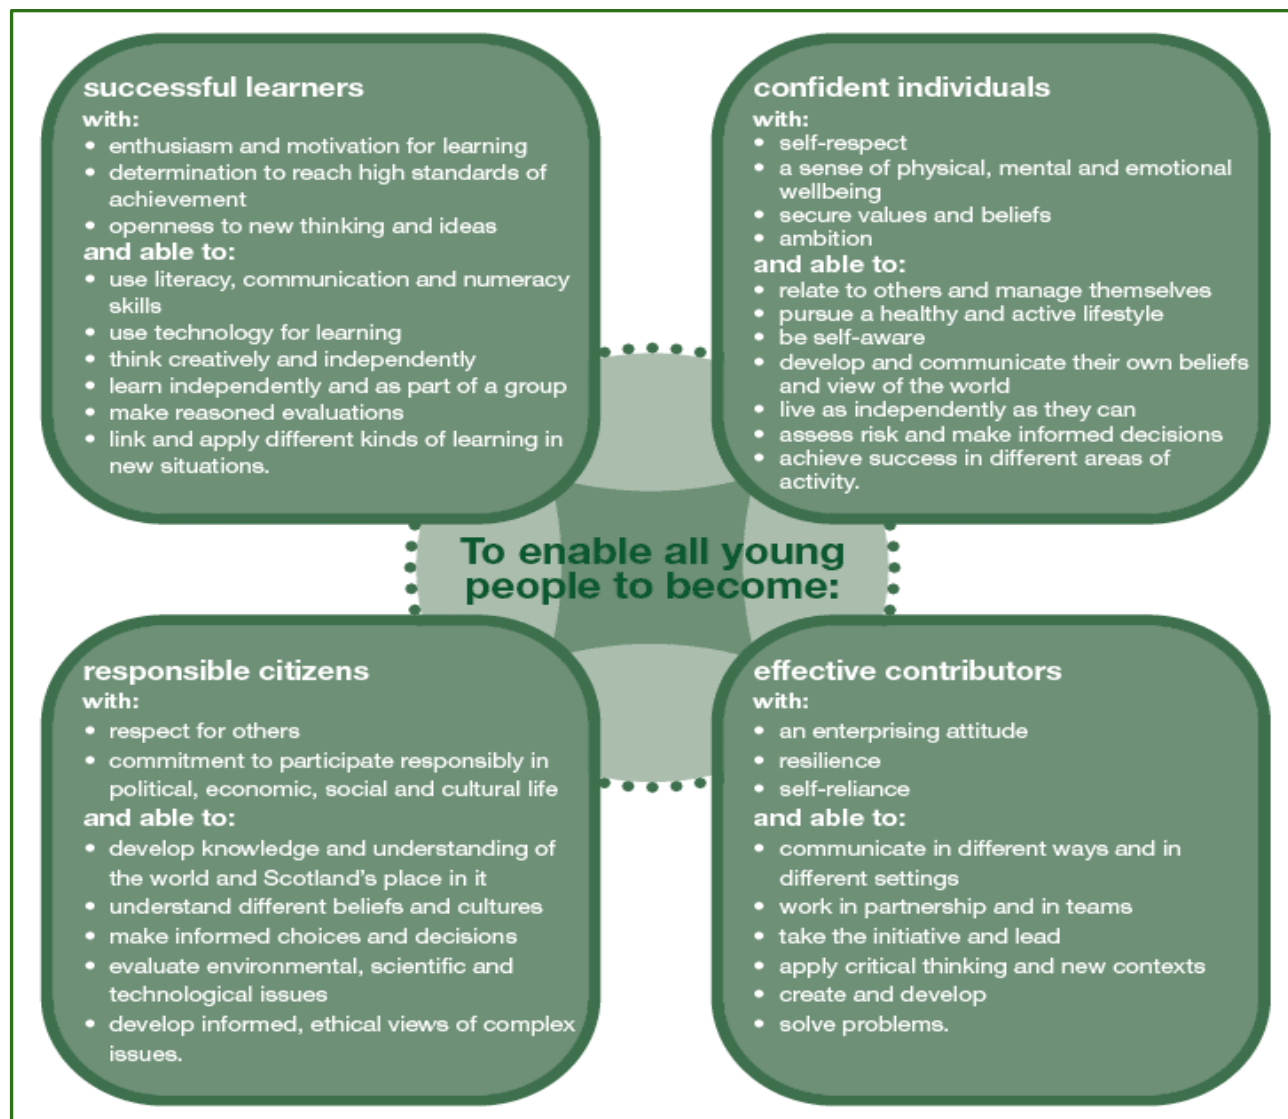 successful learners
with:
• enthusiasm and motivation for learning
• determination to reach high standards of
achievement
• openness to new thinking and ideas
and able to:
• use literacy, communication and numeracy
skills
• use technology for learning
• think creatively and independently
• learn independently and as part of a group
• make reasoned evaluations
• link and apply different kinds of learning in
new situations.
confident individuals
with:
• self-respect
• a sense of physical, mental and emotional
wellbeing
• secure values and beliefs
• ambition
and able to:
• relate to others and manage themselves
• pursue a healthy and active lifestyle
• be self-aware
• develop and communicate their own beliefs
and view of the world
• live as independently as they can
• assess risk and make informed decisions
• achieve success in different areas of
activity.
To enable all young
people to become:
responsible citizens
with:
• respect for others
• commitment to participate responsibly in
political, economic, social and cultural life
and able to:
• develop knowledge and understanding of
the world and Scotland's place in it
• understand different beliefs and cultures
• make informed choices and decisions
• evaluate environmental, scientific and
technological issues
• develop informed, ethical views of complex
issues.
effective contributors
with:
• an enterprising attitude
• resilience
• self-reliance
and able to:
• communicate in different ways and in
different settings
• work in partnership and in teams
• take the initiative and lead
• apply critical thinking and new contexts
• create and develop
• solve problems.